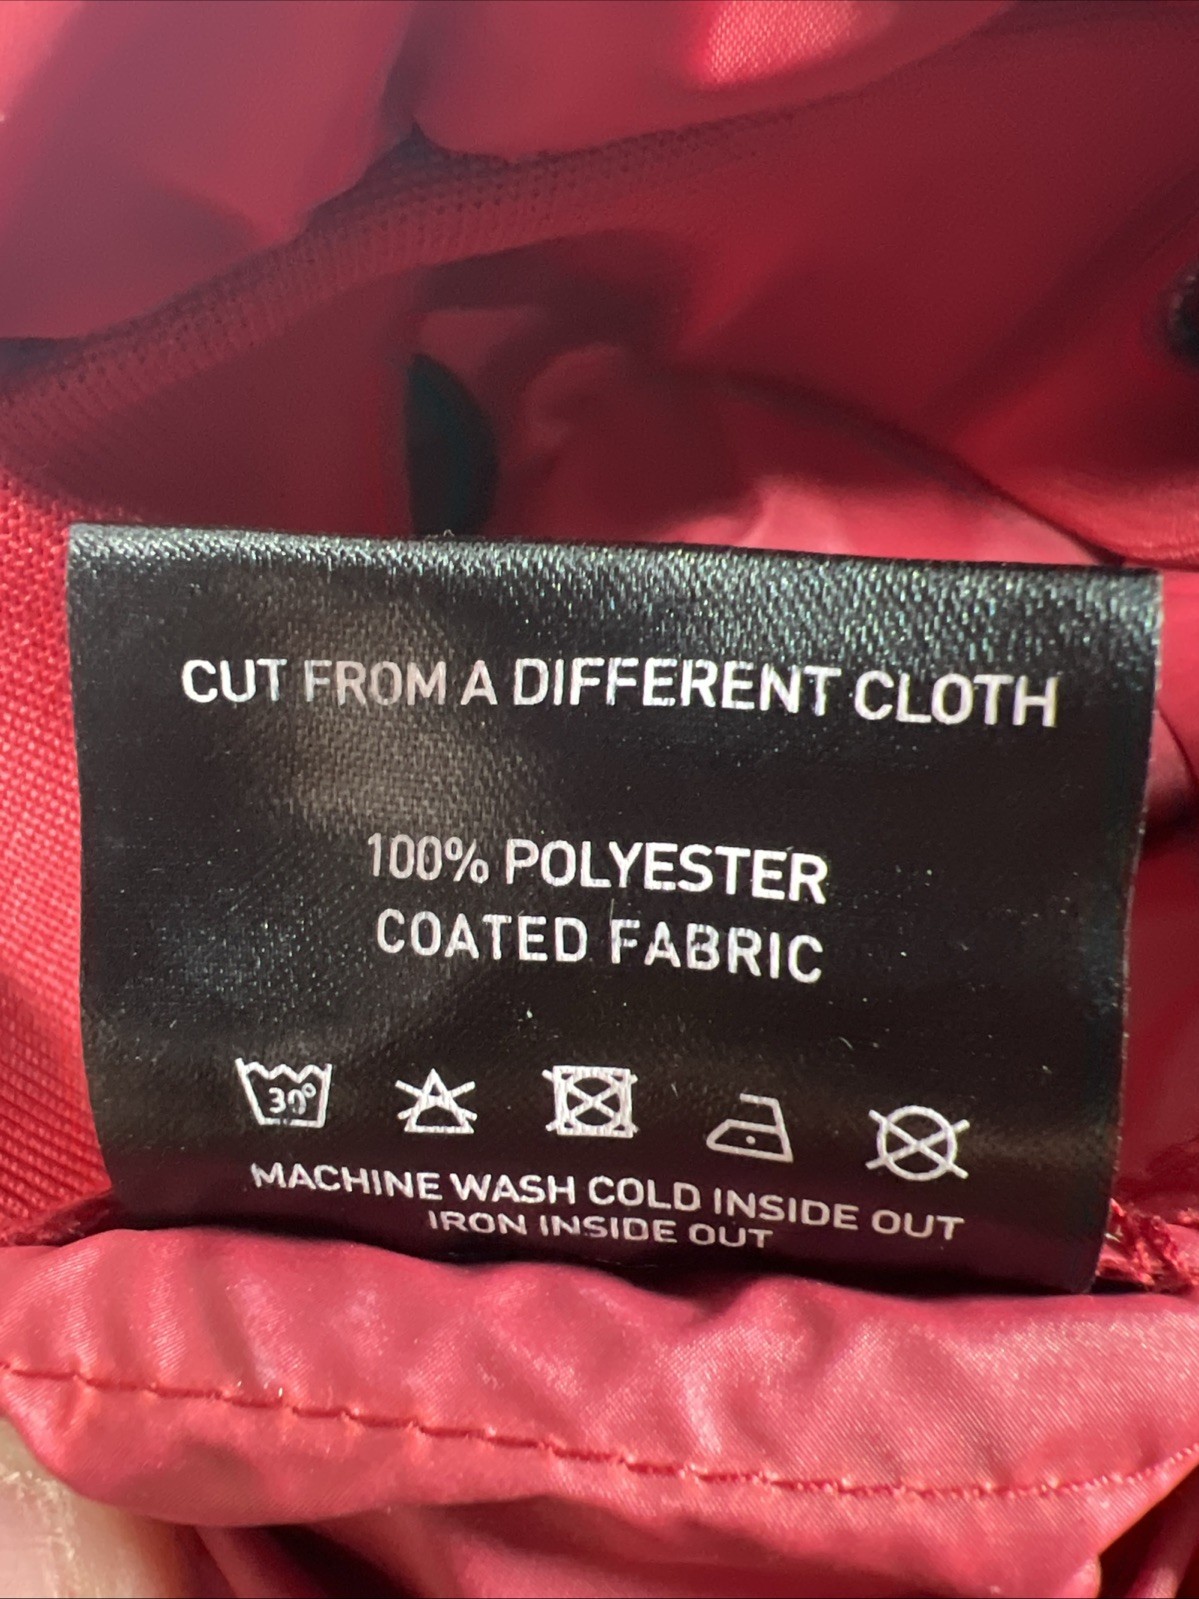 CUT FROM A DIFFERENT CLOTH
100% POLYESTER
COATED FABRIC
30°
MACHINE WASH COLD INSIDE OUT
IRON INSIDE OUT